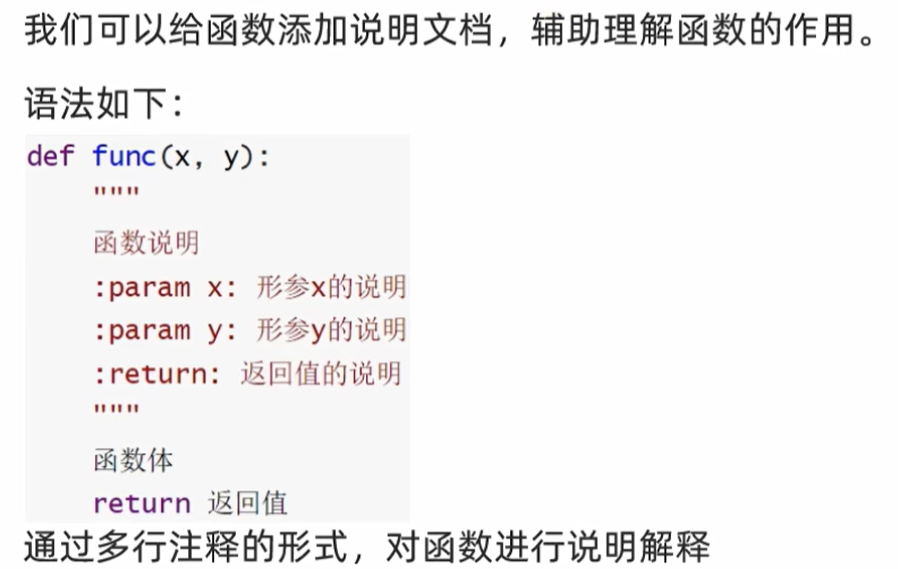 我们可以给函数添加说明文档，辅助理解函数的作用。
语法如下：
def func(x, y):
    """
    函数说明
    :param x: 形参x的说明
    :param y: 形参y的说明
    :return: 返回值的说明
    """
    函数体
    return 返回值
通过多行注释的形式，对函数进行说明解释